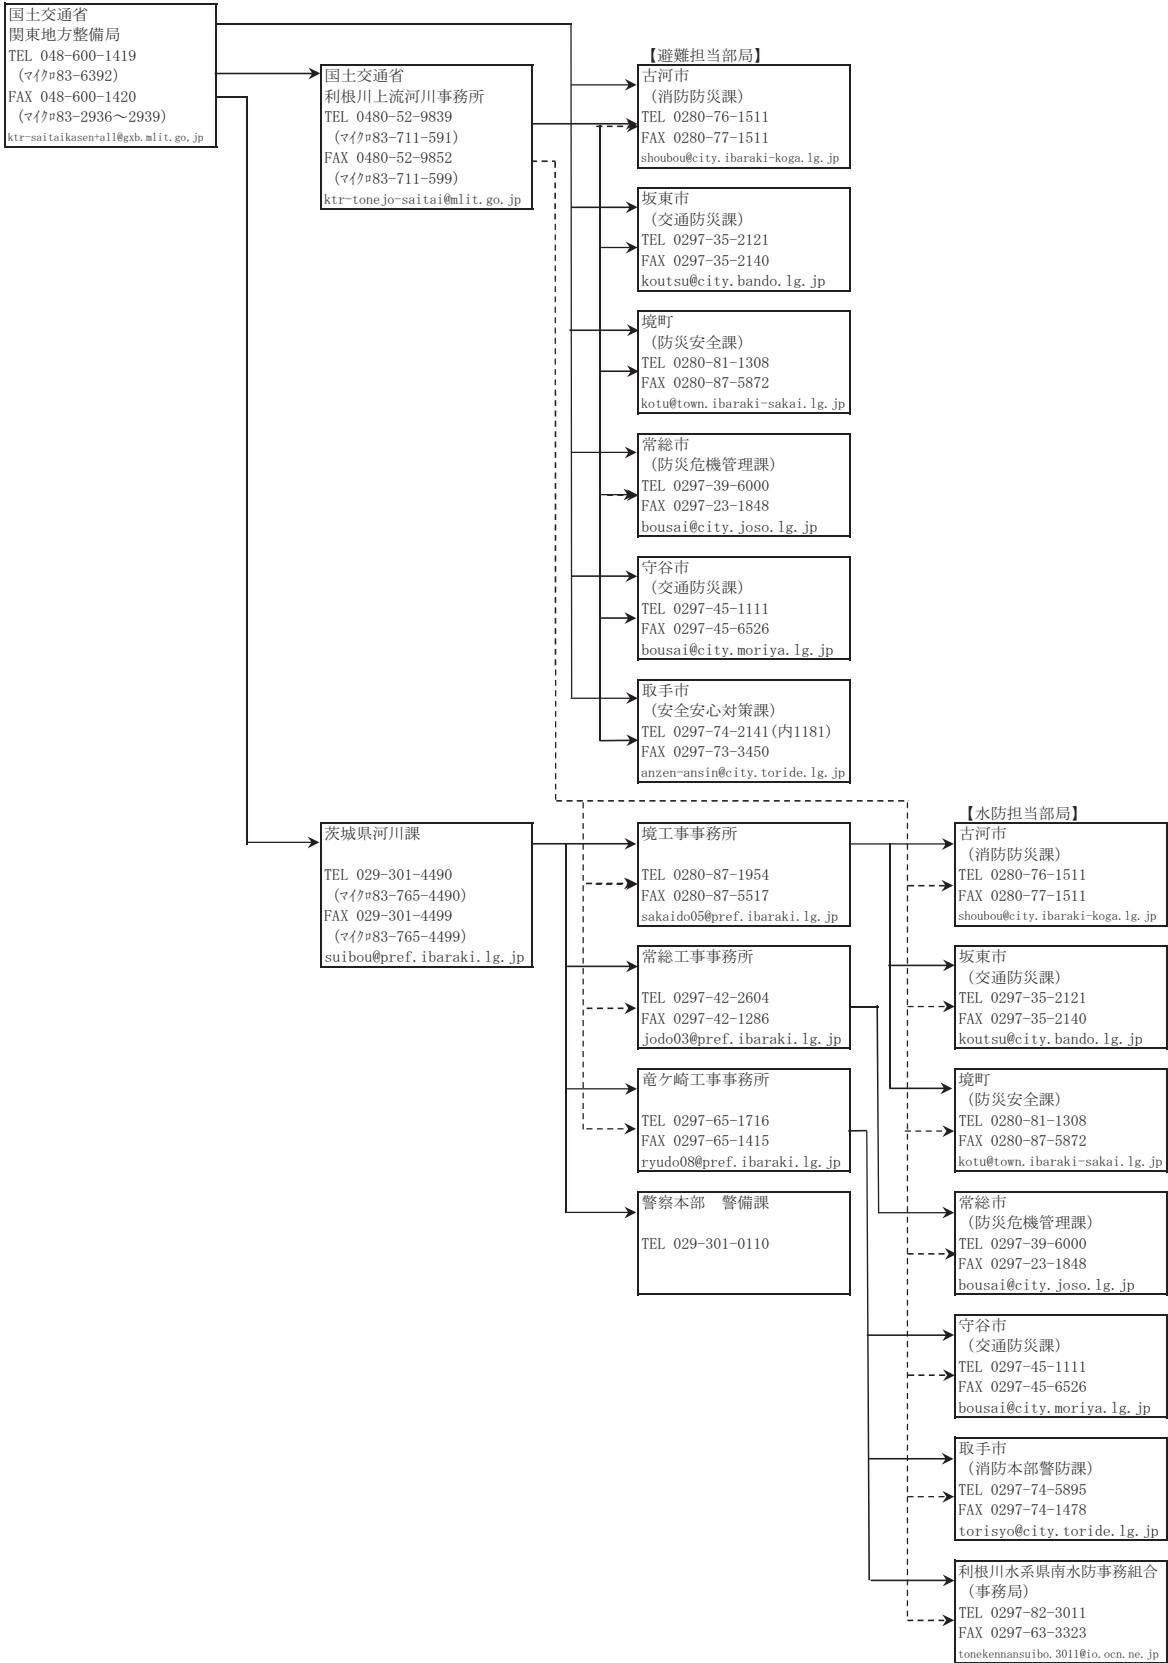 国土交通省
関東地方整備局
TEL 048-600-1419
（ﾏｲｸﾛ83-6392）
FAX 048-600-1420
（ﾏｲｸﾛ83-2936～2939）
ktr-saitaikasen+all@gxb.mlit.go,jp
国土交通省
利根川上流河川事務所
TEL 0480-52-9839
（ﾏｲｸﾛ83-711-591）
FAX 0480-52-9852
（ﾏｲｸﾛ83-711-599）
ktr-tonejo-saitai@mlit.go.jp
【避難担当部局】
古河市
（消防防災課）
TEL 0280-76-1511
FAX 0280-77-1511
shoubou@city.ibaraki-koga.lg.jp
坂東市
（交通防災課）
TEL 0297-35-2121
FAX 0297-35-2140
koutsu@city.bando.lg.jp
境町
（防災安全課）
TEL 0280-81-1308
FAX 0280-87-5872
kotu@town.ibaraki-sakai.lg.jp
常総市
（防災危機管理課）
TEL 0297-39-6000
FAX 0297-23-1848
bousai@city.joso.lg.jp
守谷市
（交通防災課）
TEL 0297-45-1111
FAX 0297-45-6526
bousai@city.moriya.lg.jp
取手市
（安全安心対策課）
TEL 0297-74-2141(内1181)
FAX 0297-73-3450
anzen-ansin@city.toride.lg.jp
茨城県河川課
TEL 029-301-4490
（ﾏｲｸﾛ83-765-4490）
FAX 029-301-4499
（ﾏｲｸﾛ83-765-4499）
suibou@pref.ibaraki.lg.jp
境工事事務所
TEL 0280-87-1954
FAX 0280-87-5517
sakaido05@pref.ibaraki.lg.jp
常総工事事務所
TEL 0297-42-2604
FAX 0297-42-1286
jodo03@pref.ibaraki.lg.jp
竜ケ崎工事事務所
TEL 0297-65-1716
FAX 0297-65-1415
ryudo08@pref.ibaraki.lg.jp
警察本部　警備課
TEL 029-301-0110
【水防担当部局】
古河市
（消防防災課）
TEL 0280-76-1511
FAX 0280-77-1511
shoubou@city.ibaraki-koga.lg.jp
坂東市
（交通防災課）
TEL 0297-35-2121
FAX 0297-35-2140
koutsu@city.bando.lg.jp
境町
（防災安全課）
TEL 0280-81-1308
FAX 0280-87-5872
kotu@town.ibaraki-sakai.lg.jp
常総市
（防災危機管理課）
TEL 0297-39-6000
FAX 0297-23-1848
bousai@city.joso.lg.jp
守谷市
（交通防災課）
TEL 0297-45-1111
FAX 0297-45-6526
bousai@city.moriya.lg.jp
取手市
（消防本部警防課）
TEL 0297-74-5895
FAX 0297-74-1478
torisyo@city.toride.lg.jp
利根川水系県南水防事務組合
（事務局）
TEL 0297-82-3011
FAX 0297-63-3323
tonekennansuibo.3011@io.ocn.ne.jp